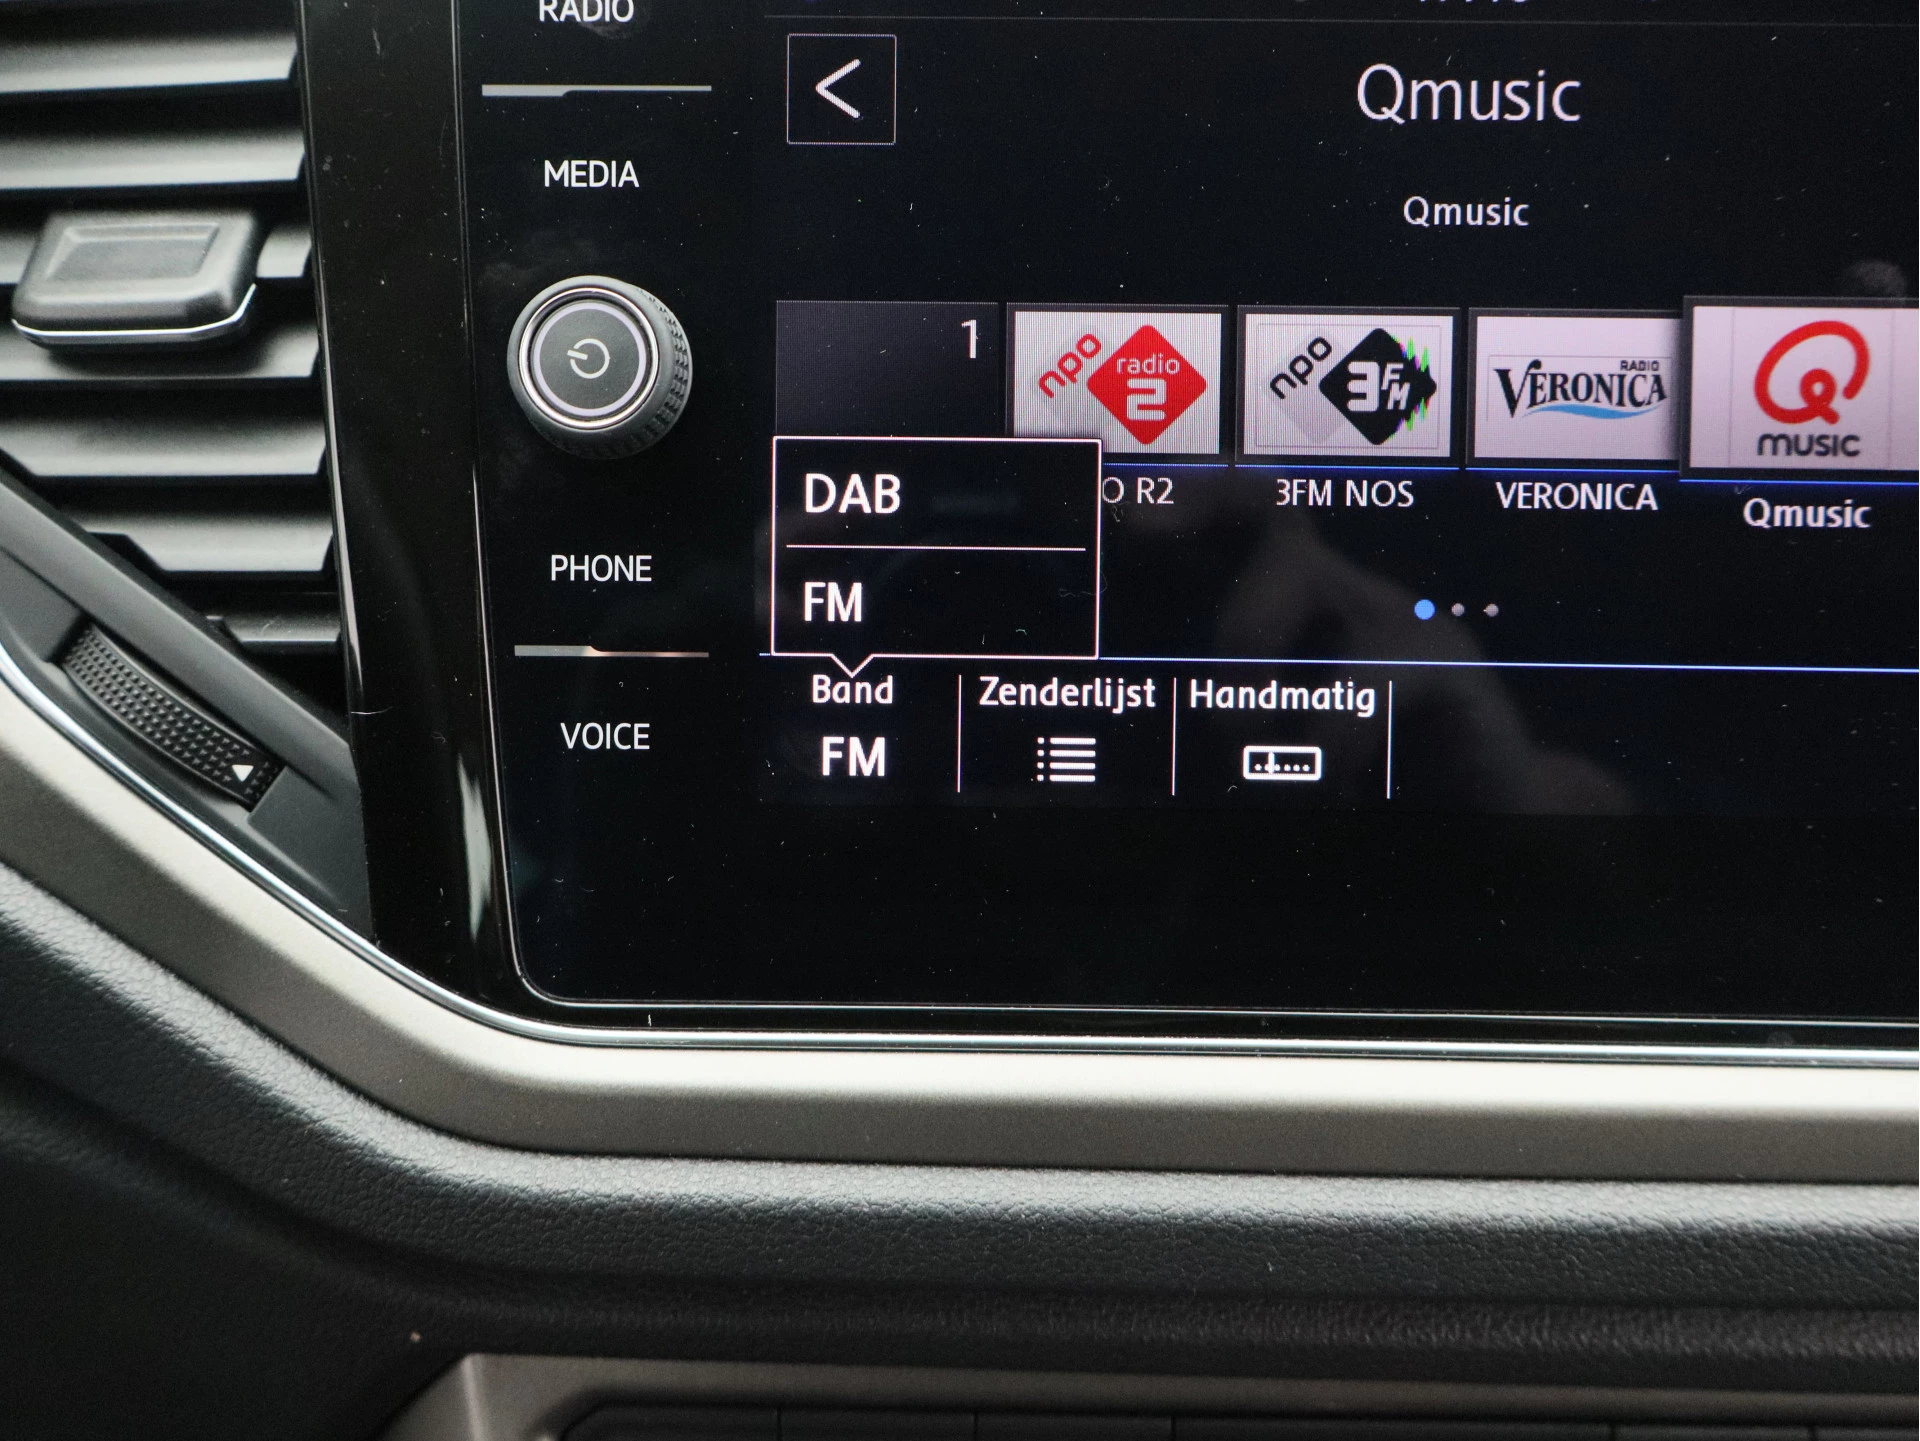 RADIO
Qmusic
MEDIA
Qmusic
1
npo radio 2
npo 3FM
VERONICA RADIO
Q music
DAB
O R2
3FM NOS
VERONICA
Qmusic
FM
PHONE
Band
Zenderlijst
Handmatig
VOICE
FM